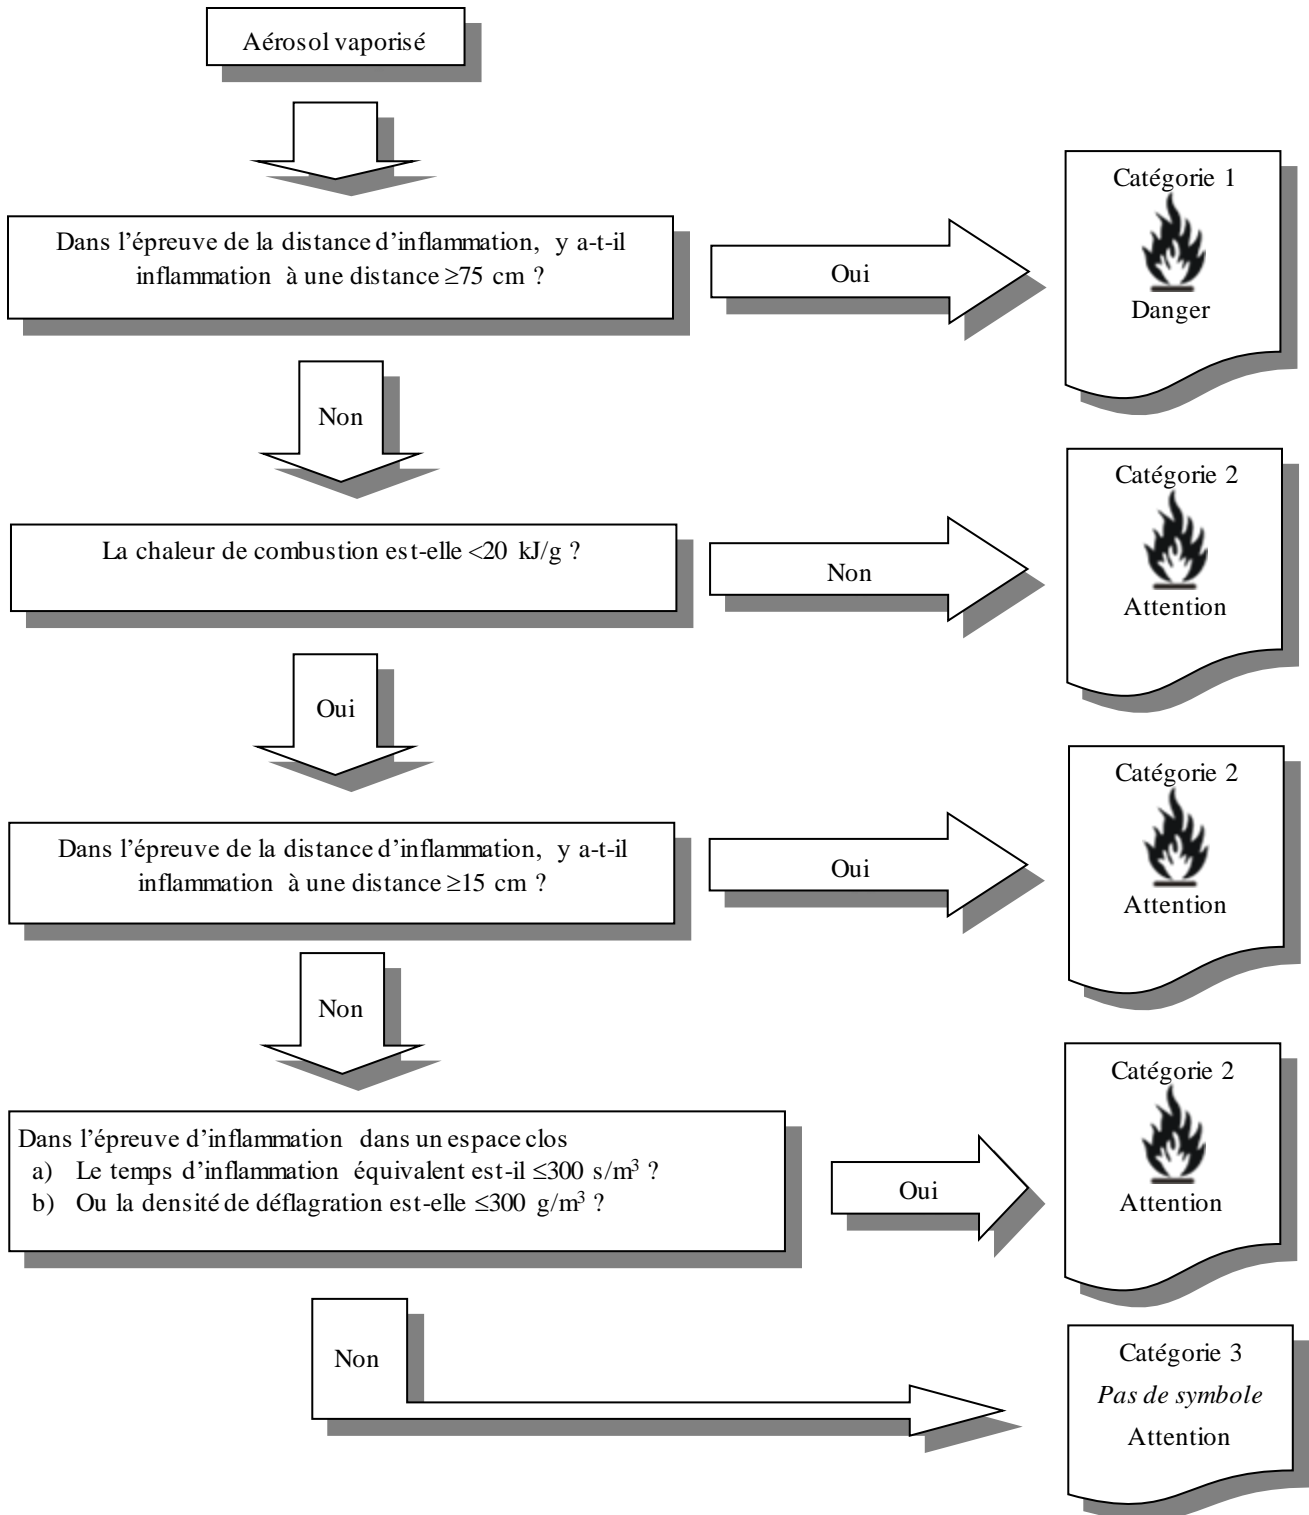 Aérosol vaporisé
Dans l'épreuve de la distance d'inflammation, y a-t-il
inflammation à une distance ≥75 cm ?
Oui
Catégorie 1
Danger
Non
La chaleur de combustion est-elle <20 kJ/g ?
Non
Catégorie 2
Attention
Oui
Dans l'épreuve de la distance d'inflammation, y a-t-il
inflammation à une distance ≥15 cm ?
Oui
Catégorie 2
Attention
Non
Dans l'épreuve d'inflammation dans un espace clos
a) Le temps d'inflammation équivalent est-il ≤300 s/m³ ?
b) Ou la densité de déflagration est-elle ≤300 g/m³ ?
Oui
Catégorie 2
Attention
Non
Catégorie 3
Pas de symbole
Attention